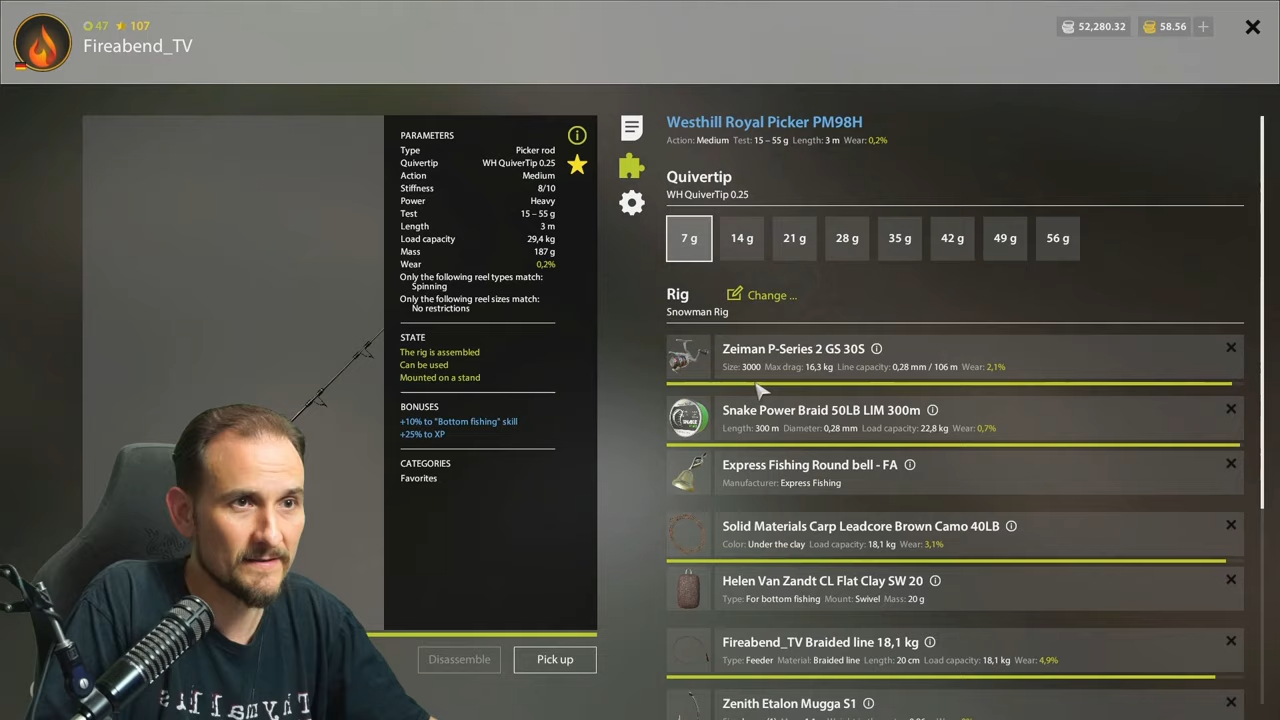 47 107
Fireabend_TV
52,280.32
58.56
PARAMETERS
Type Picker rod
Quivertip WH QuiverTip 0.25
Action Medium
Stiffness 8/10
Power Heavy
Test 15 – 55 g
Length 3 m
Load capacity 29,4 kg
Mass 187 g
Wear 0,2%
Only the following reel types match:
Spinning
Only the following reel sizes match:
No restrictions
STATE
The rig is assembled
Can be used
Mounted on a stand
BONUSES
+10% to "Bottom fishing" skill
+25% to XP
CATEGORIES
Favorites
Disassemble
Pick up
Westhill Royal Picker PM98H
Action: Medium Test: 15 – 55 g Length: 3 m Wear: 0,2%
Quivertip
WH QuiverTip 0.25
7 g
14 g
21 g
28 g
35 g
42 g
49 g
56 g
Rig
Change ...
Snowman Rig
Zeiman P-Series 2 GS 30S
Size: 3000 Max drag: 16,3 kg Line capacity: 0,28 mm / 106 m Wear: 2,1%
Snake Power Braid 50LB LIM 300m
Length: 300 m Diameter: 0,28 mm Load capacity: 22,8 kg Wear: 0,7%
Express Fishing Round bell - FA
Manufacturer: Express Fishing
Solid Materials Carp Leadcore Brown Camo 40LB
Color: Under the clay Load capacity: 18,1 kg Wear: 3,1%
Helen Van Zandt CL Flat Clay SW 20
Type: For bottom fishing Mount: Swivel Mass: 20 g
Fireabend_TV Braided line 18,1 kg
Type: Feeder Material: Braided line Length: 20 cm Load capacity: 18,1 kg Wear: 4,9%
Zenith Etalon Mugga S1